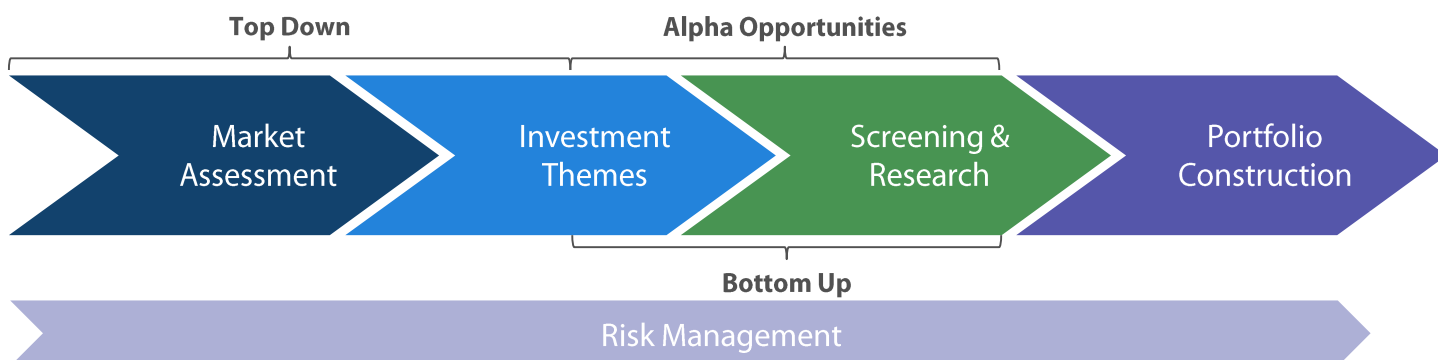 Top Down
Alpha Opportunities
Market
Assessment
Investment
Themes
Screening &
Research
Portfolio
Construction
Bottom Up
Risk Management